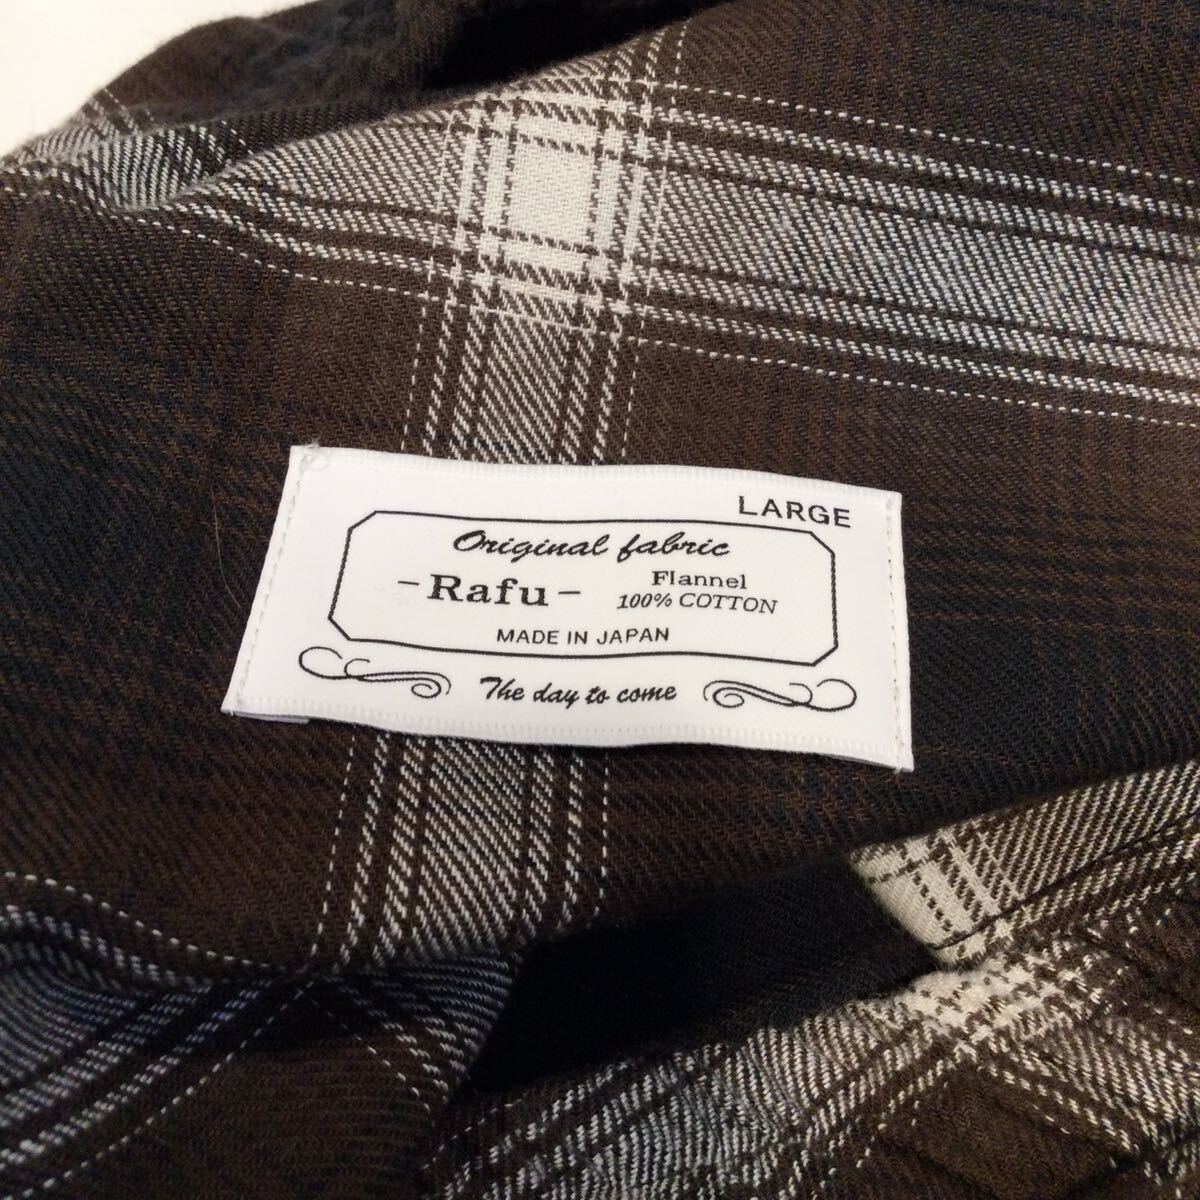 LARGE
Original fabric
-Rafu-
Flannel
100% COTTON
MADE IN JAPAN
The day to come